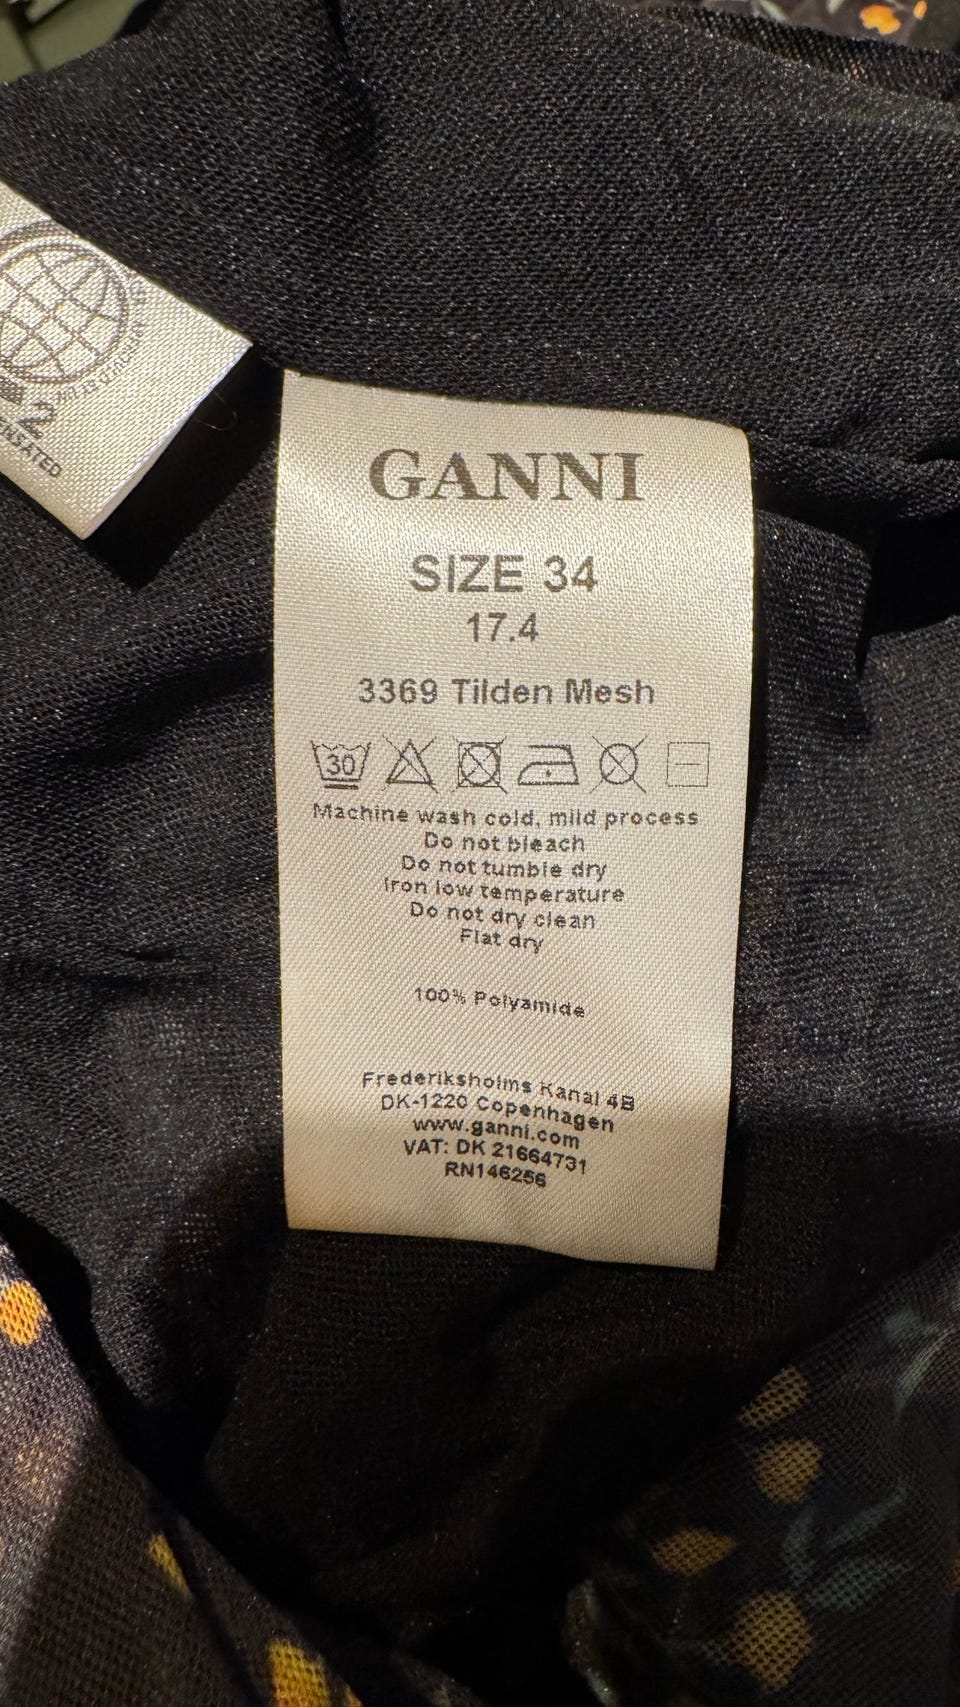 2
ENSATED
GANNI
SIZE 34
17.4
3369 Tilden Mesh
30
Machine wash cold, mild process
Do not bleach
Do not tumble dry
Iron low temperature
Do not dry clean
Flat dry
100% Polyamide
Frederiksholms Kanal 4B
DK-1220 Copenhagen
www.ganni.com
VAT: DK 21664731
RN146256